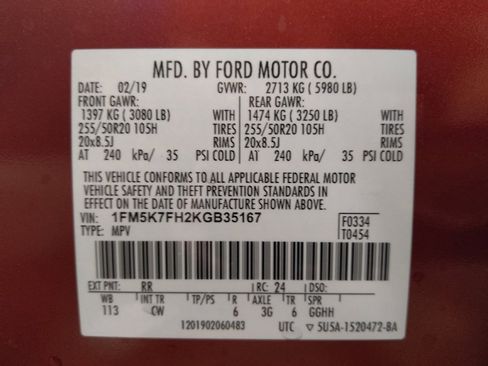 MFD. BY FORD MOTOR CO.
DATE: 02/19 GVWR: 2713 KG ( 5980 LB)
FRONT GAWR: REAR GAWR:
1397 KG ( 3080 LB) WITH 1474 KG ( 3250 LB) WITH
255/50R20 105H TIRES 255/50R20 105H TIRES
20x8.5J RIMS 20x8.5J RIMS
AT 240 kPa/ 35 PSI COLD AT 240 kPa/ 35 PSI COLD
THIS VEHICLE CONFORMS TO ALL APPLICABLE FEDERAL MOTOR
VEHICLE SAFETY AND THEFT PREVENTION STANDARDS IN
EFFECT ON THE DATE OF MANUFACTURE SHOWN ABOVE.
VIN: 1FM5K7FH2KGB35167 F0334
TYPE: MPV T0454
EXT PNT: RR RC: 24 DSO:
WB INT TR TP/PS R AXLE TR SPR
113 CW 6 3G 6 GGHH
1201902060483 UTC ▽ 5U5A-1520472-BA